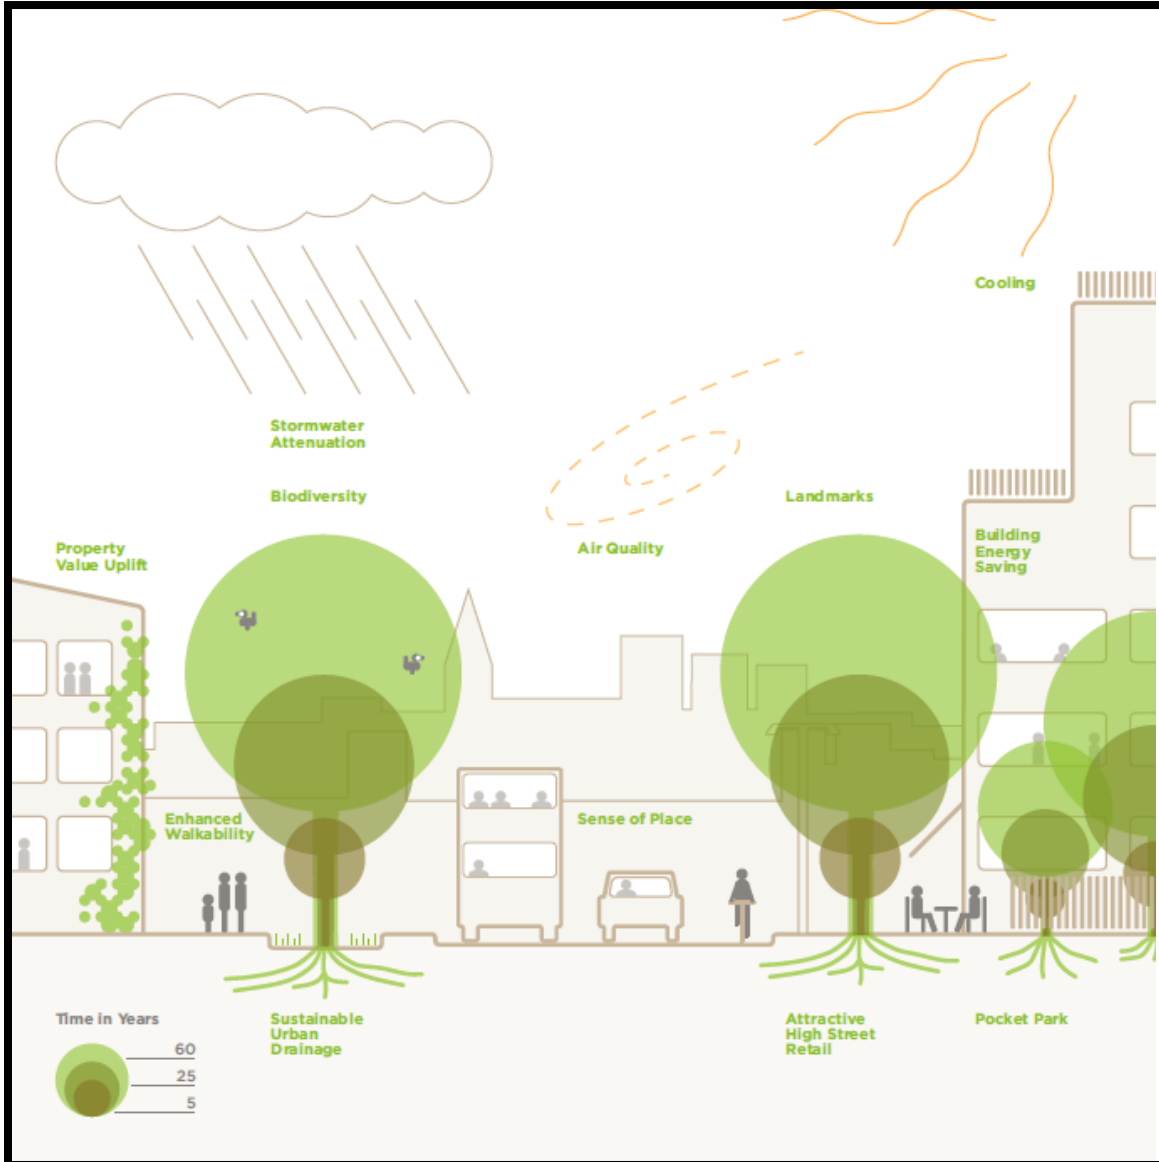 Cooling
Stormwater
Attenuation
Biodiversity
Landmarks
Property
Value Uplift
Air Quality
Building
Energy
Saving
Enhanced
Walkability
Sense of Place
Time in Years
60
25
5
Sustainable
Urban
Drainage
Attractive
High Street
Retail
Pocket Park